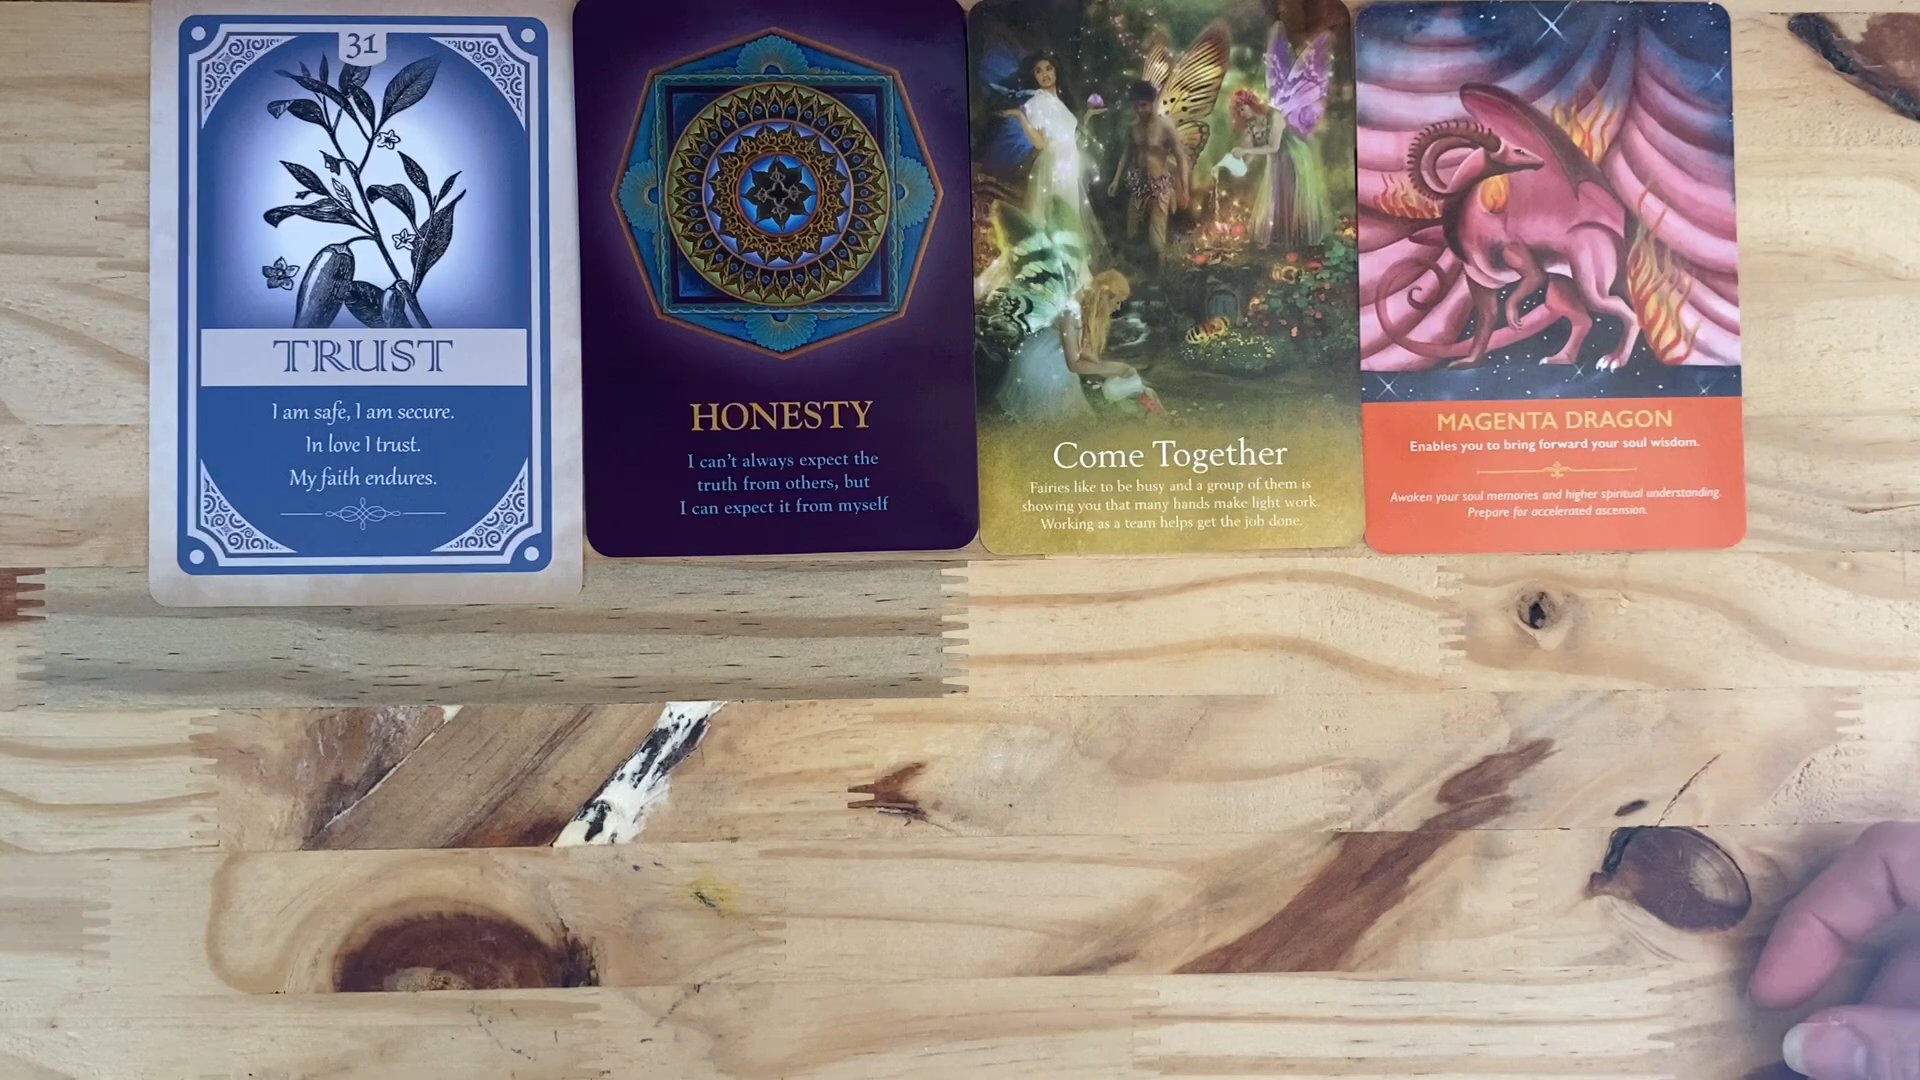 31
TRUST
I am safe, I am secure.
In love I trust.
My faith endures.
HONESTY
I can't always expect the
truth from others, but
I can expect it from myself
Come Together
Fairies like to be busy and a group of them is
showing you that many hands make light work.
Working as a team helps get the job done.
MAGENTA DRAGON
Enables you to bring forward your soul wisdom.
Awaken your soul memories and higher spiritual understanding.
Prepare for accelerated ascension.